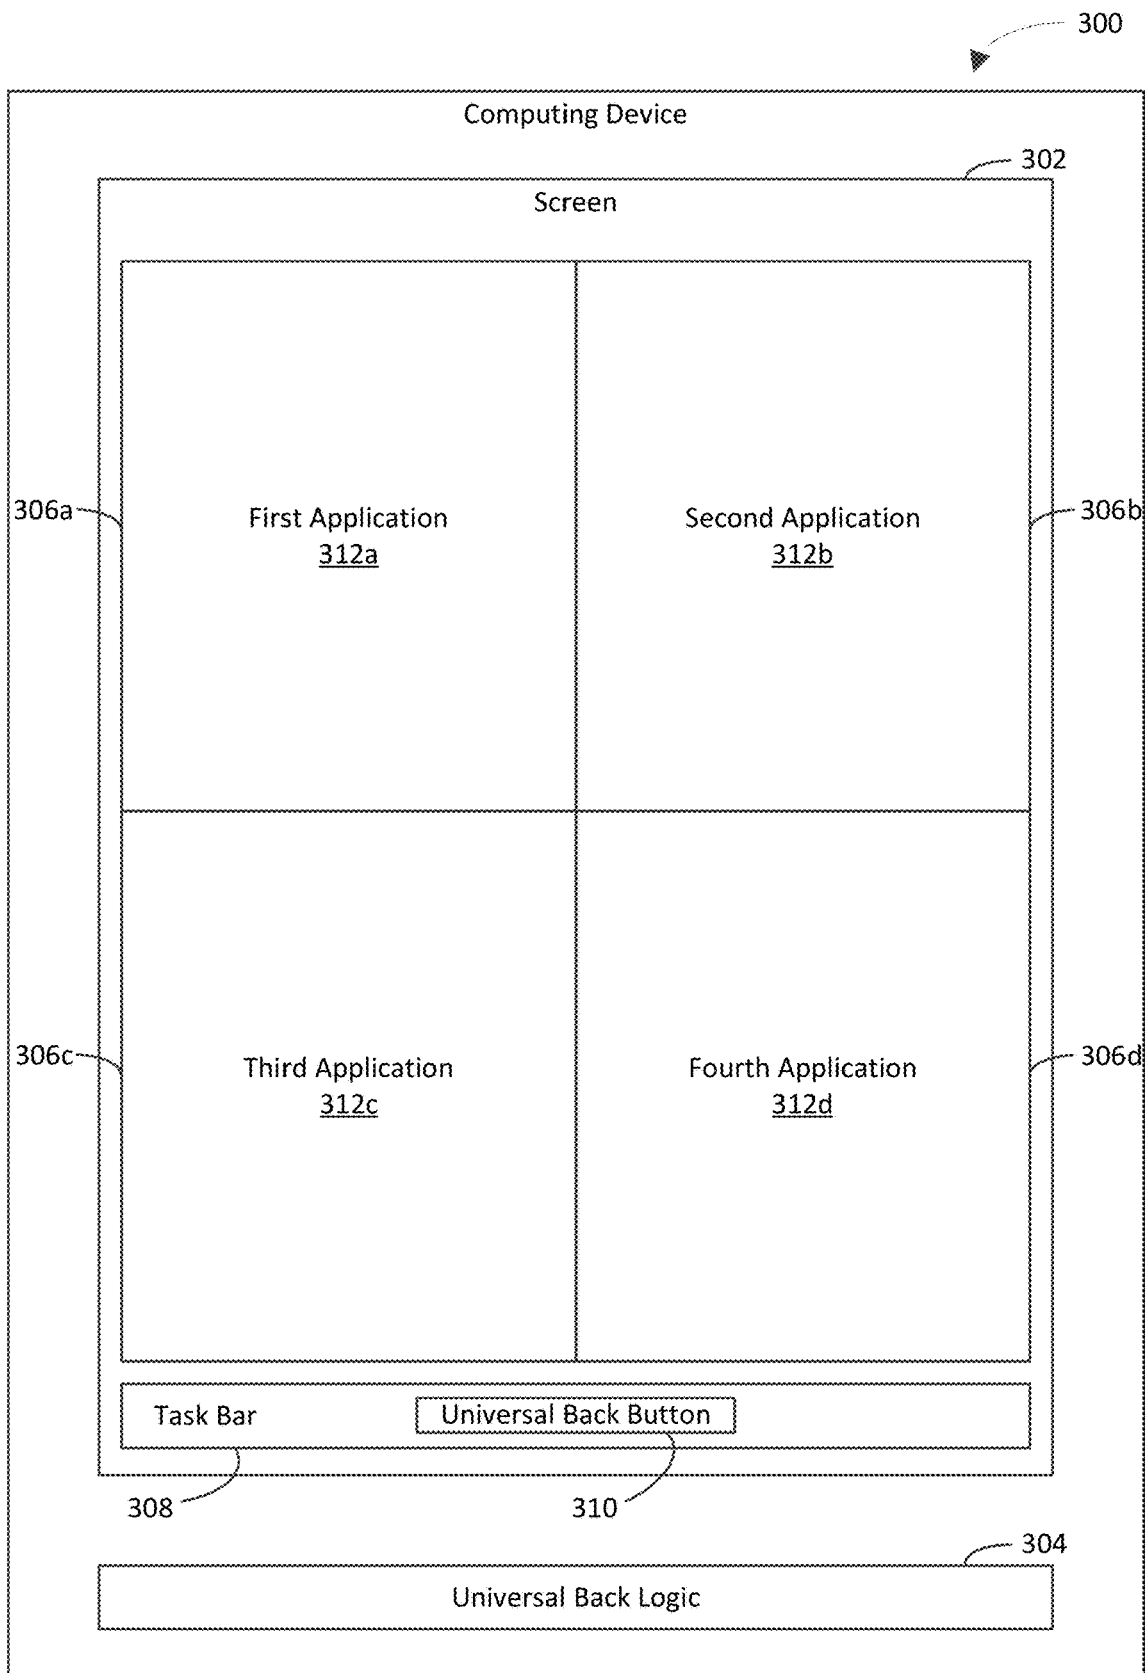 300
Computing Device
302
Screen
306a
First Application
312a
Second Application
312b
306b
306c
Third Application
312c
Fourth Application
312d
306d
Task Bar
Universal Back Button
308
310
304
Universal Back Logic